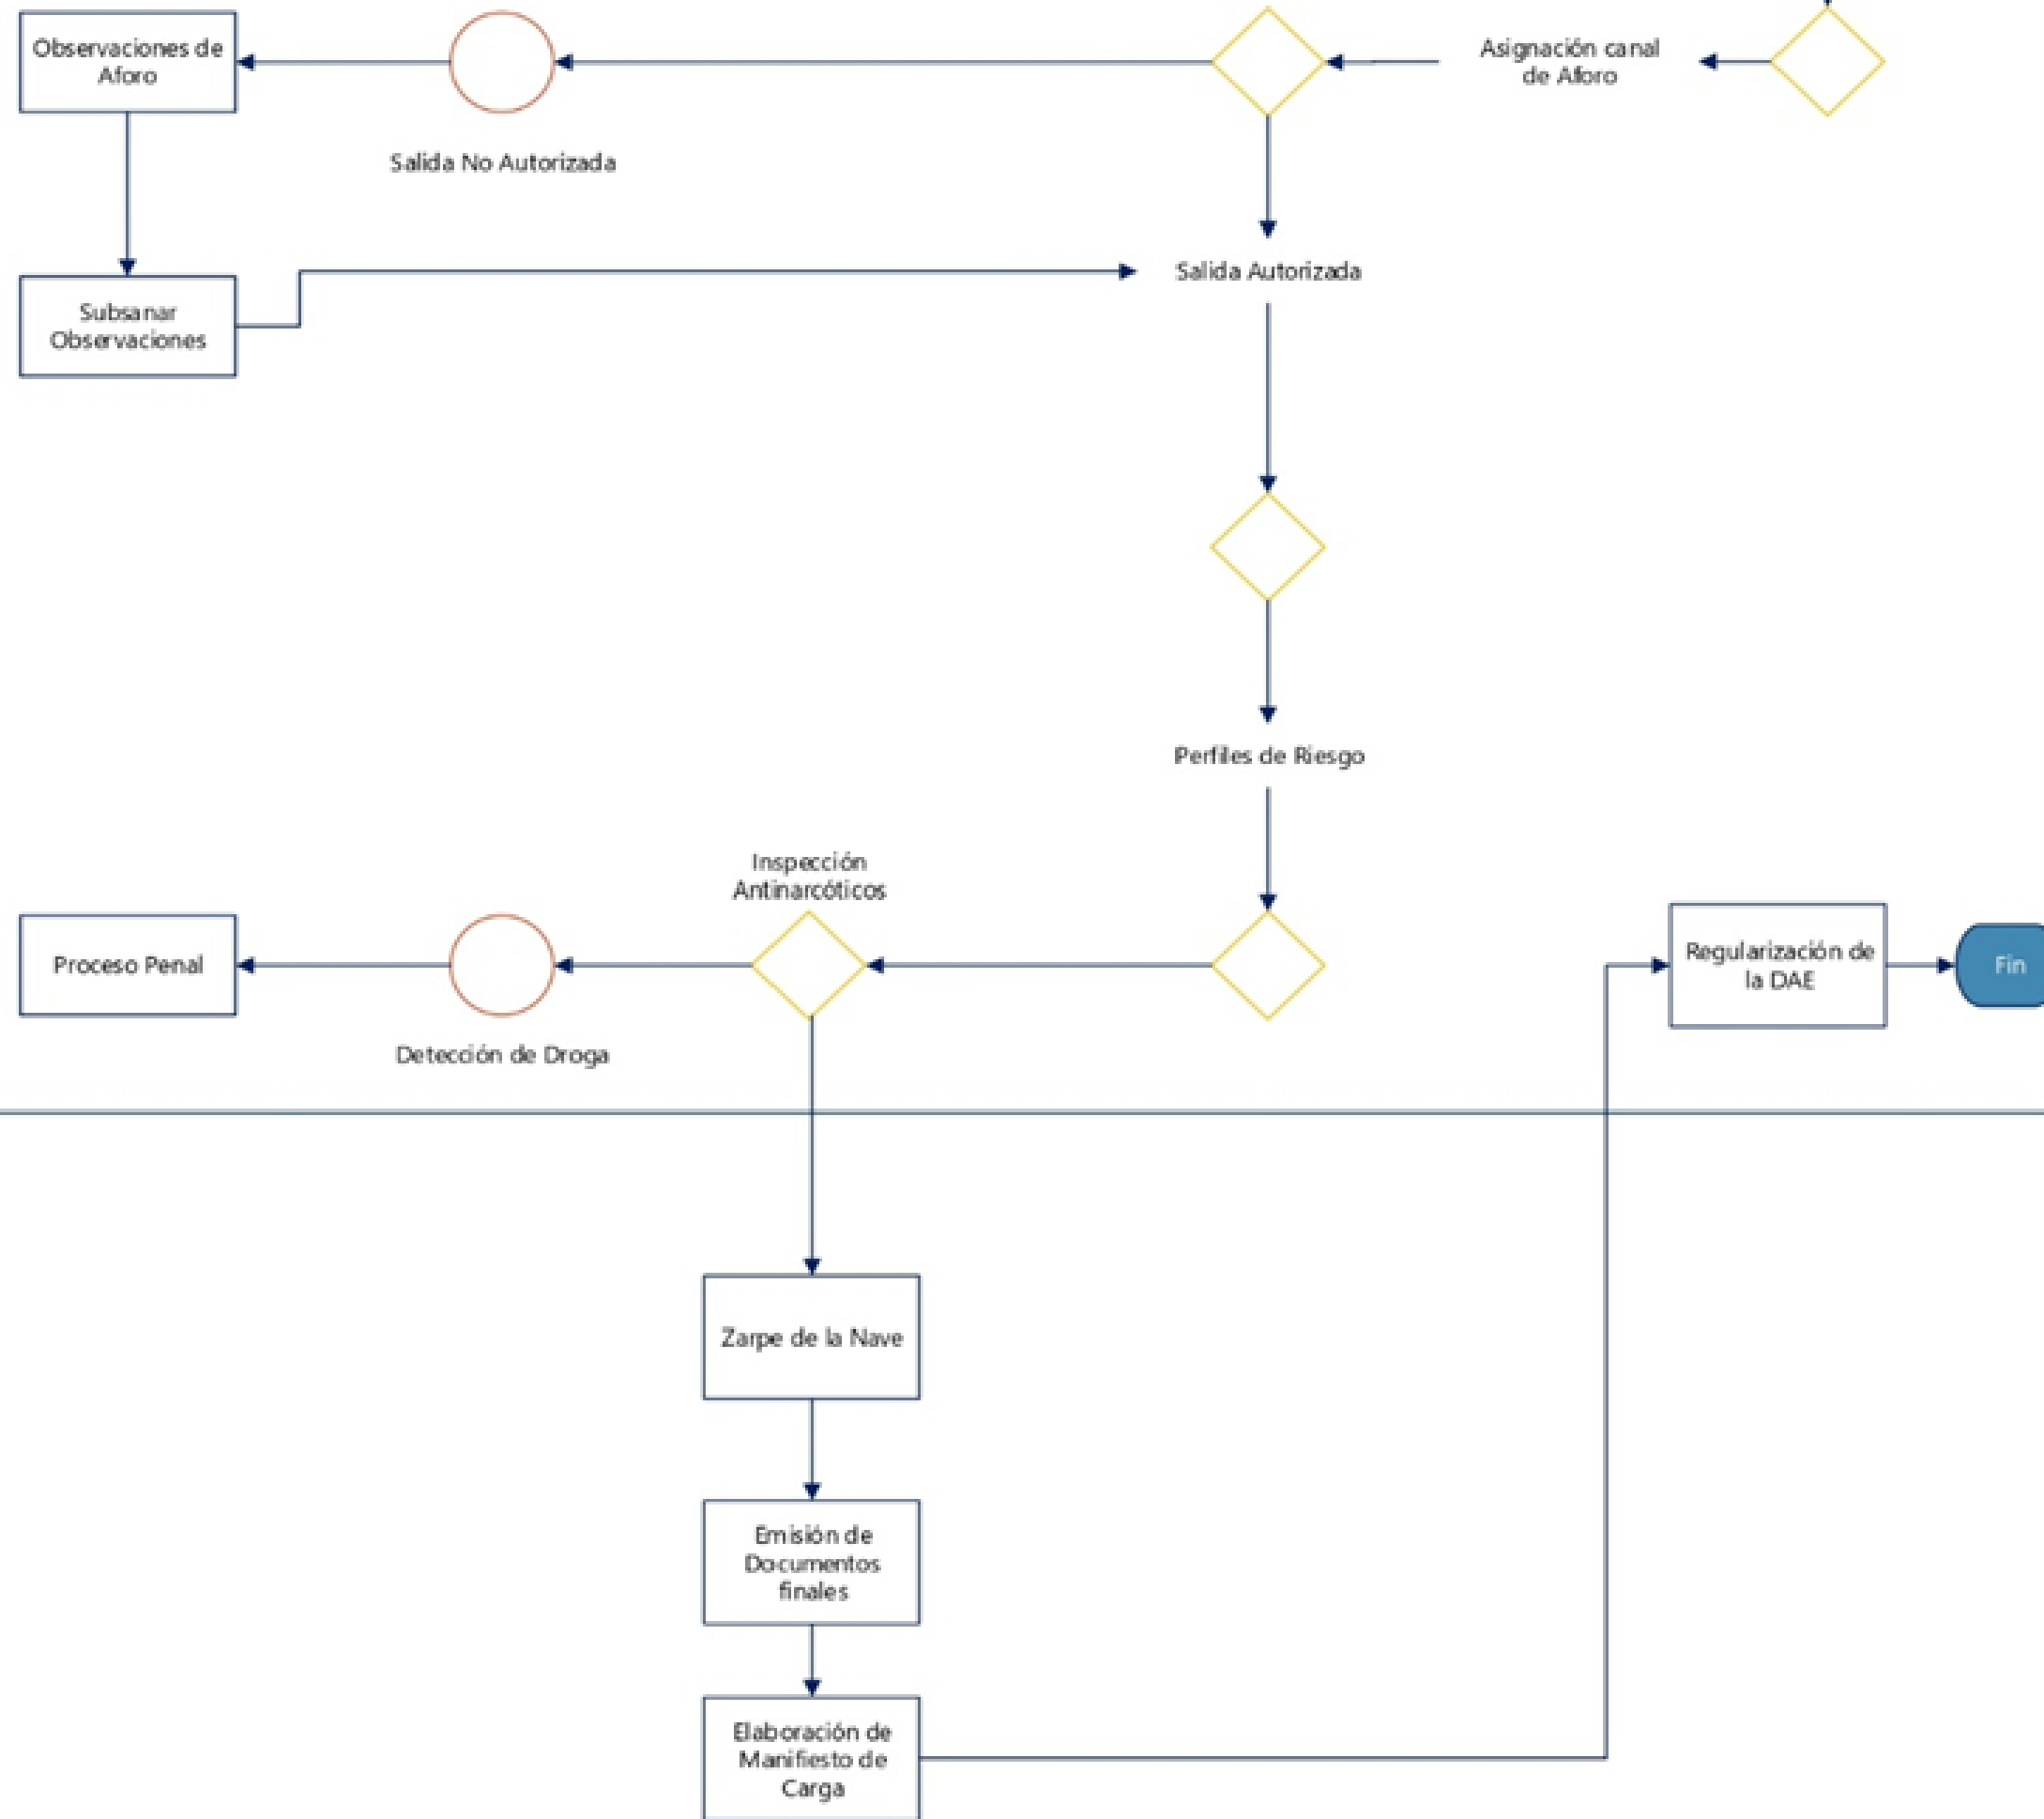 Observaciones de
Aforo
Asignación canal
de Aforo
Salida No Autorizada
Salida Autorizada
Subsanar
Observaciones
Perfiles de Riesgo
Inspección
Antinarcóticos
Proceso Penal
Regularización de
la DAE
Fin
Detección de Droga
Zarpe de la Nave
Emisión de
Documentos
finales
Elaboración de
Manifiesto de
Carga